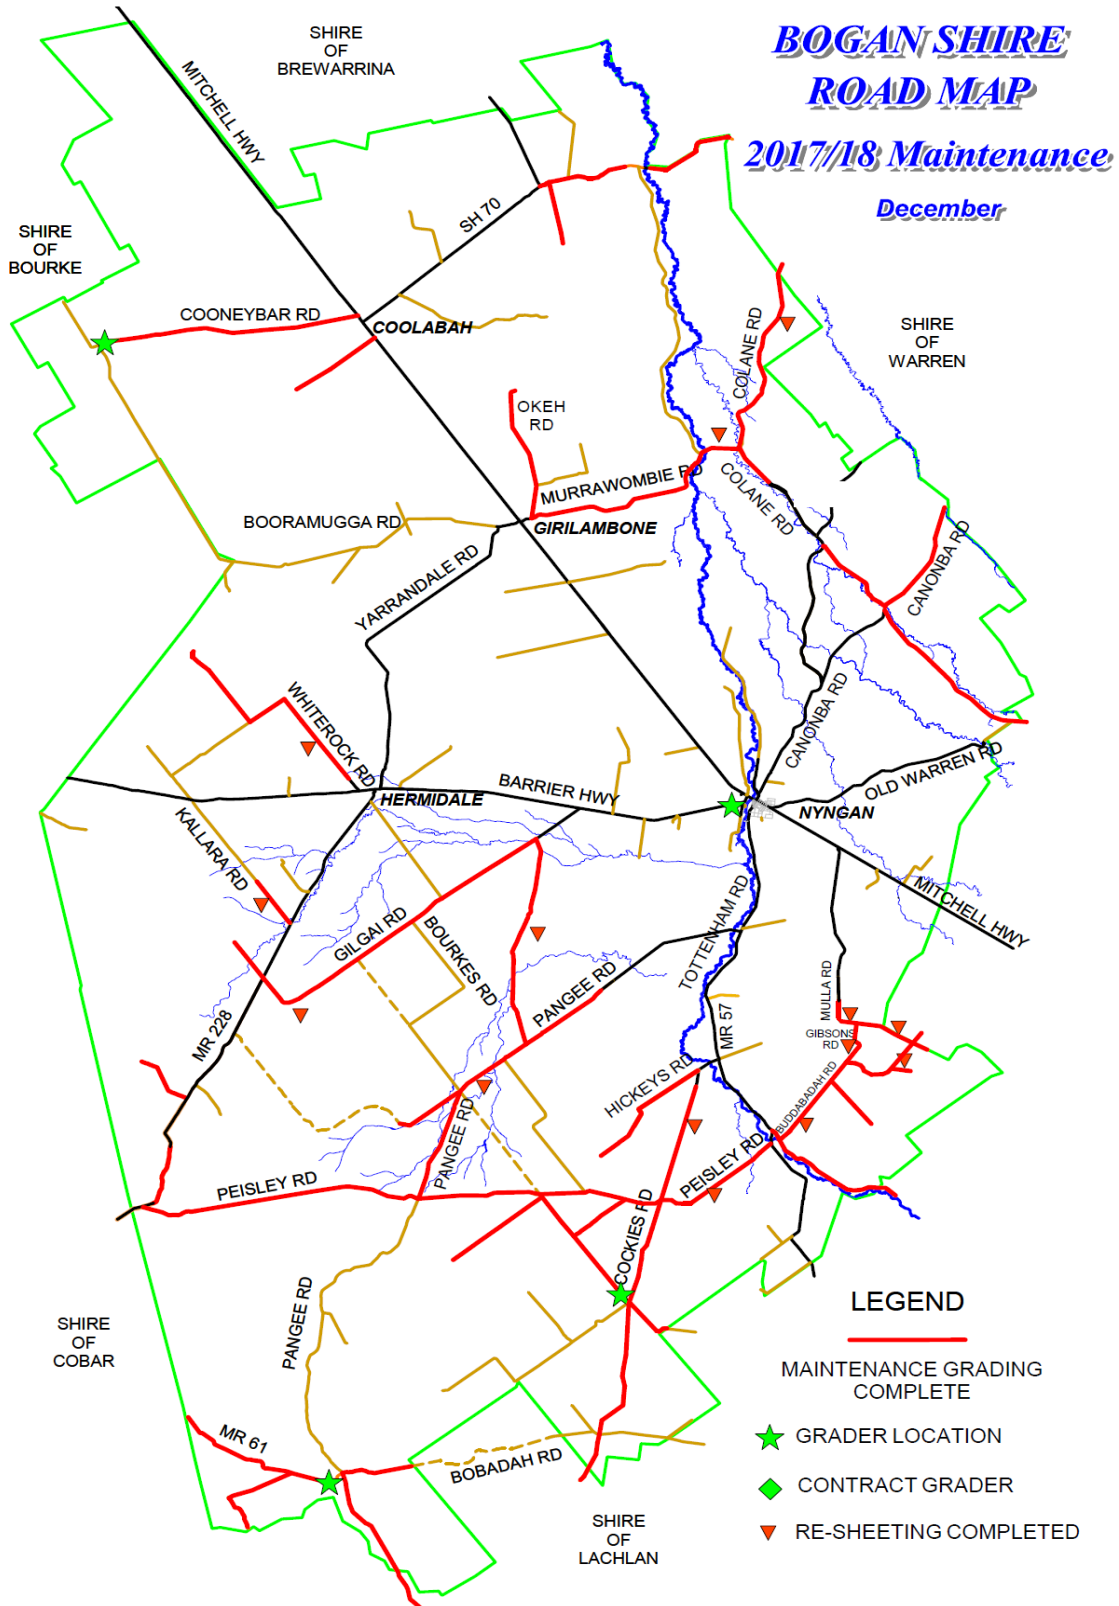 BOGAN SHIRE
ROAD MAP
2017/18 Maintenance
December
SHIRE
OF
BREWARRINA
MITCHELL HWY
SHIRE
OF
BOURKE
SH 70
COONEYBAR RD
COOLABAH
COLANE RD
SHIRE
OF
WARREN
OKEH
RD
MURRAWOMBIE RD
COLANE RD
BOORAMUGGA RD
GIRILAMBONE
YARRANDALE RD
CANONBA RD
WHITEROCK RD
CANONBA RD
OLD WARREN RD
BARRIER HWY
HERMIDALE
NYNGAN
KALLARA RD
MITCHELL HWY
GILGAI RD
BOURKES RD
TOTTENHAM RD
PANGEE RD
MULLA RD
MR 228
MR 57
GIBSONS
RD
HICKEYS RD
BUDDABADAH RD
PANGEE RD
PEISLEY RD
PEISLEY RD
COCKIES RD
PANGEE RD
SHIRE
OF
COBAR
MR 61
BOBADAH RD
SHIRE
OF
LACHLAN
LEGEND
MAINTENANCE GRADING
COMPLETE
GRADER LOCATION
CONTRACT GRADER
RE-SHEETING COMPLETED